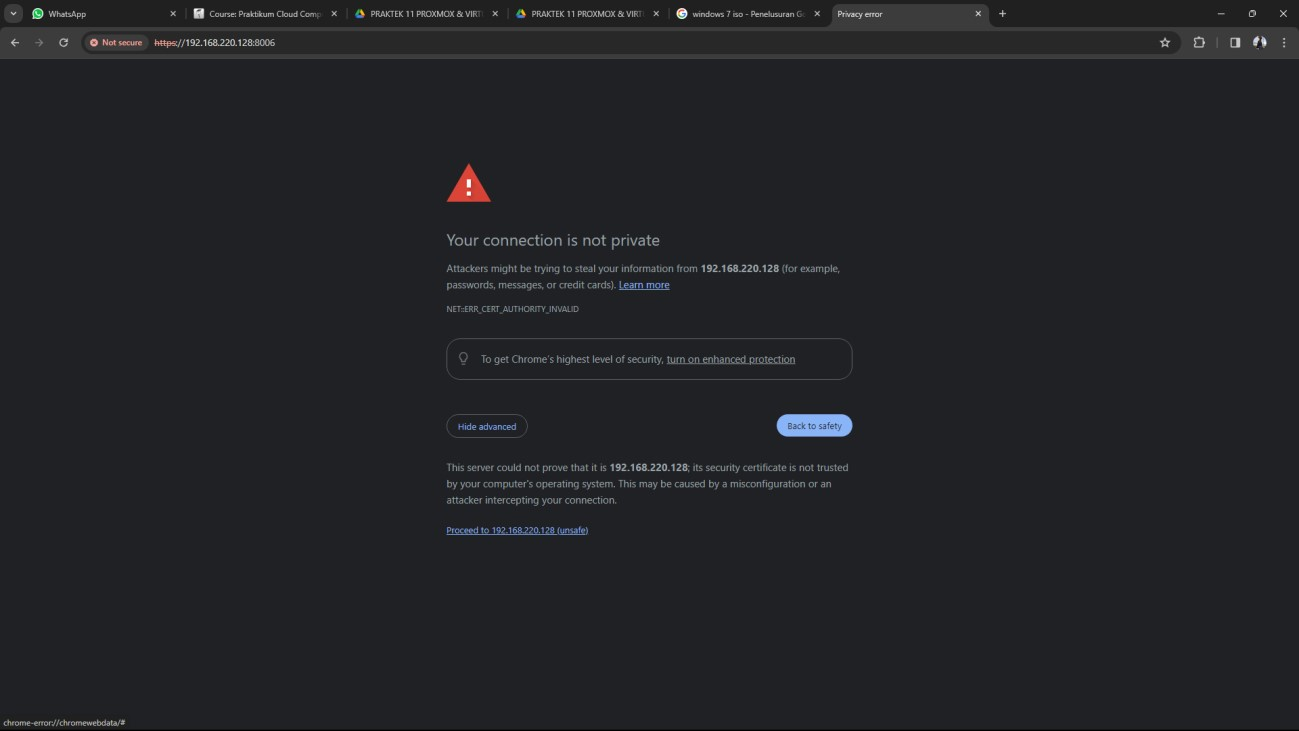 WhatsApp
Course: Praktikum Cloud Comp
PRAKTEK 11 PROXMOX & VIRT
PRAKTEK 11 PROXMOX & VIRT
windows 7 iso - Penelusuran Go
Privacy error
Not secure
https://192.168.220.128:8006
Your connection is not private
Attackers might be trying to steal your information from 192.168.220.128 (for example,
passwords, messages, or credit cards). Learn more
NET::ERR_CERT_AUTHORITY_INVALID
To get Chrome's highest level of security, turn on enhanced protection
Hide advanced
Back to safety
This server could not prove that it is 192.168.220.128; its security certificate is not trusted
by your computer's operating system. This may be caused by a misconfiguration or an
attacker intercepting your connection.
Proceed to 192.168.220.128 (unsafe)
chrome-error://chromewebdata/#